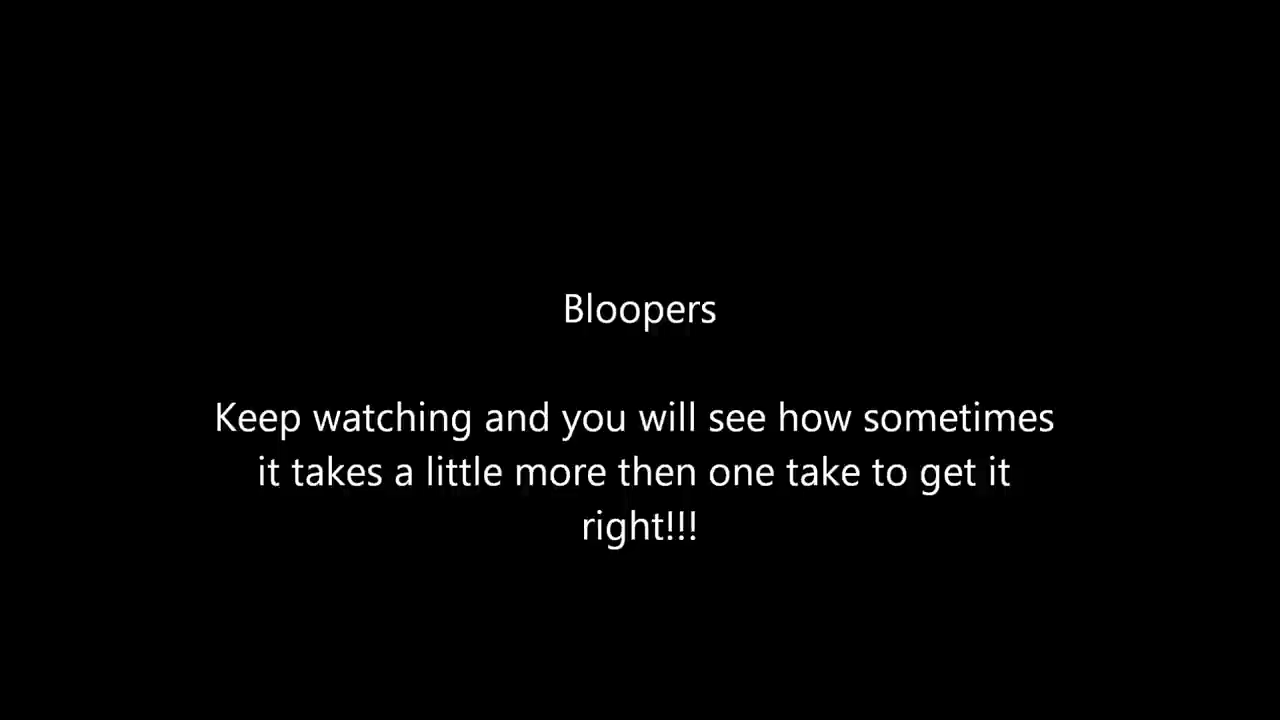 Bloopers
Keep watching and you will see how sometimes
it takes a little more then one take to get it
right!!!